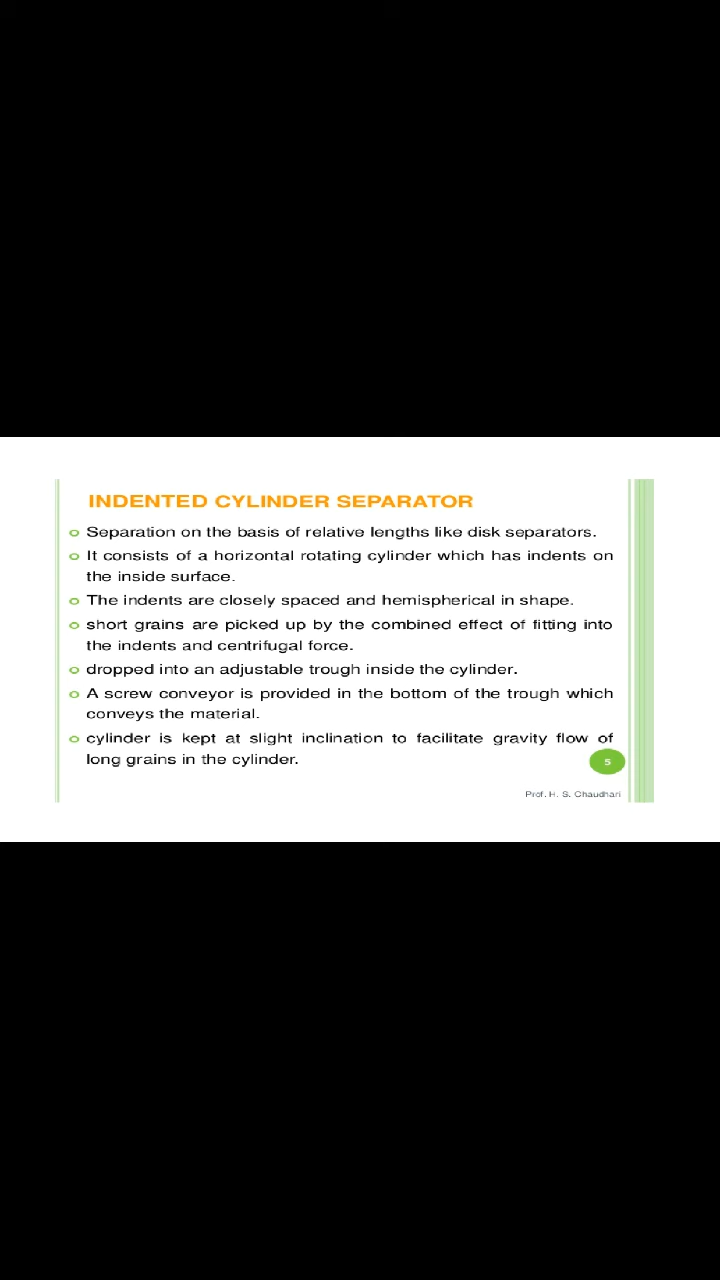 INDENTED CYLINDER SEPARATOR
Separation on the basis of relative lengths like disk separators.
It consists of a horizontal rotating cylinder which has indents on
the inside surface.
The indents are closely spaced and hemispherical in shape.
short grains are picked up by the combined effect of fitting into
the indents and centrifugal force.
dropped into an adjustable trough inside the cylinder.
A screw conveyor is provided in the bottom of the trough which
conveys the material.
cylinder is kept at slight inclination to facilitate gravity flow of
long grains in the cylinder.
5
Prof. H. S. Chaudhari